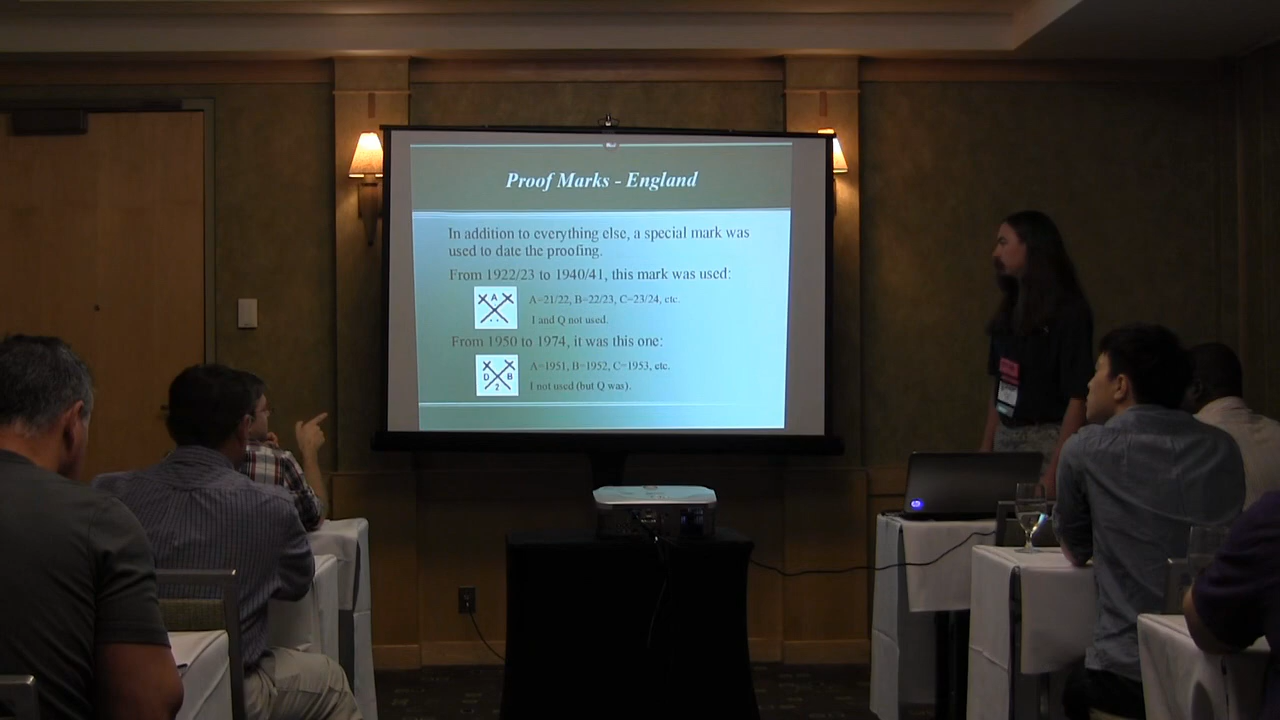 Proof Marks - England
In addition to everything else, a special mark was
used to date the proofing.
From 1922/23 to 1940/41, this mark was used:
A
A=21/22, B=22/23, C=23/24, etc.
I and Q not used.
From 1950 to 1974, it was this one:
D B
2
A=1951, B=1952, C=1953, etc.
I not used (but Q was).
hp